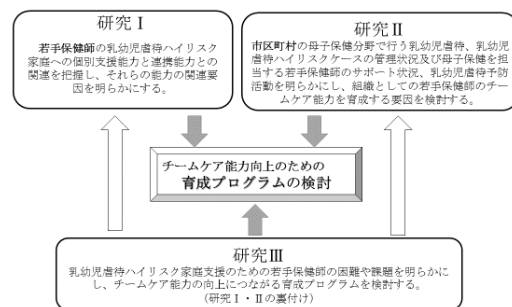 研究Ⅰ
若手保健師の乳幼児虐待ハイリスク
家庭への個別支援能力と連携能力との
関連を把握し、それらの能力の関連要
因を明らかにする。
研究Ⅱ
市区町村の母子保健分野で行う乳幼児虐待、乳幼
児虐待ハイリスクケースの管理状況及び母子保健を担
当する若手保健師のサポート状況、乳幼児虐待予防
活動を明らかにし、組織としての若手保健師のチー
ムケア能力を育成する要因を検討する。
チームケア能力向上のための
育成プログラムの検討
研究Ⅲ
乳幼児虐待ハイリスク家庭支援のための若手保健師の困難や課題を明らかに
し、チームケア能力の向上につながる育成プログラムを検討する。
（研究Ⅰ・Ⅱの裏付け）